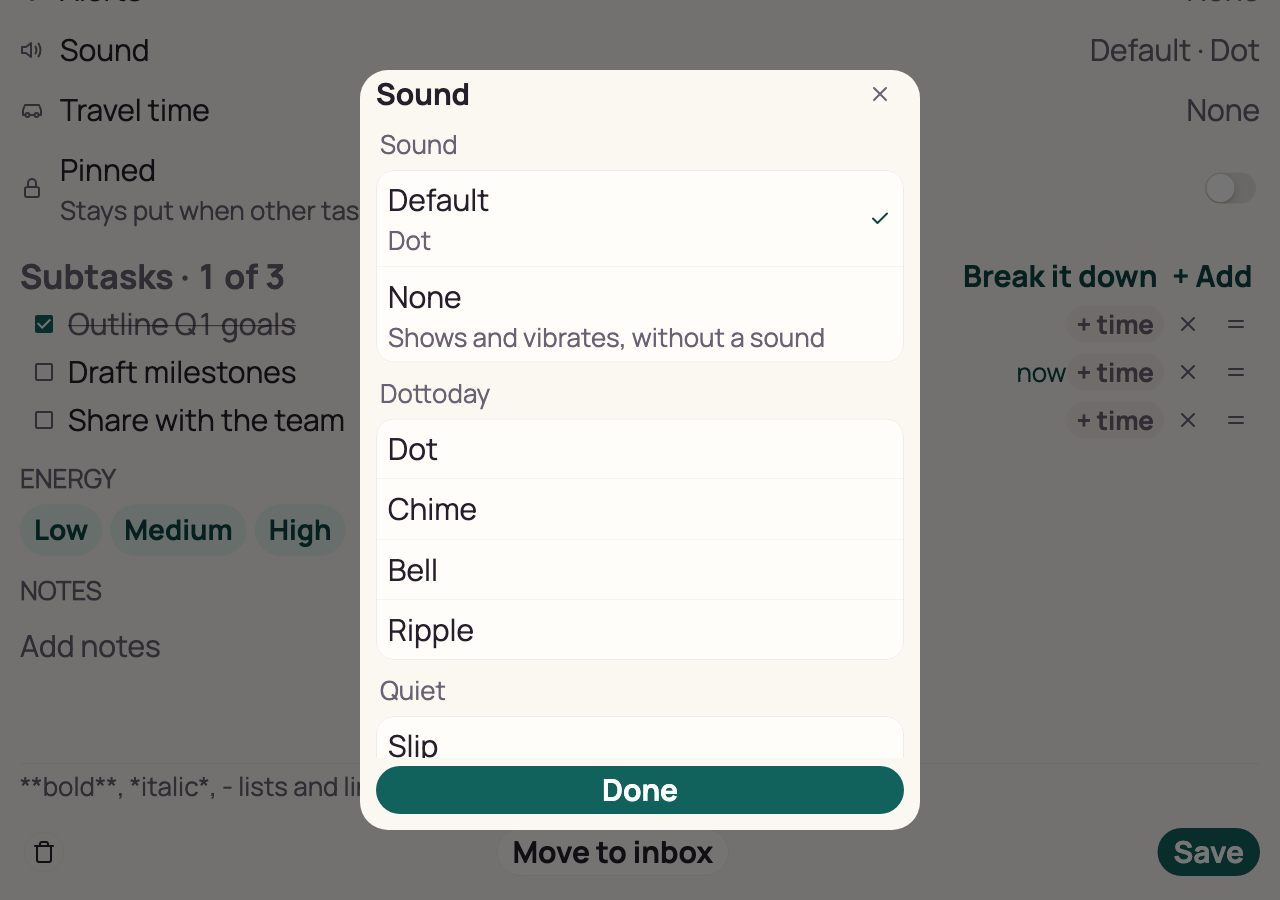 Sound
Default · Dot
Travel time
None
Pinned
Stays put when other tas
Subtasks · 1 of 3
Break it down
+ Add
Outline Q1 goals
+ time
Draft milestones
now + time
Share with the team
+ time
ENERGY
Low
Medium
High
NOTES
Add notes
**bold**, *italic*, - lists and
Move to inbox
Save
Sound
Sound
Default
Dot
None
Shows and vibrates, without a sound
Dottoday
Dot
Chime
Bell
Ripple
Quiet
Slip
Done